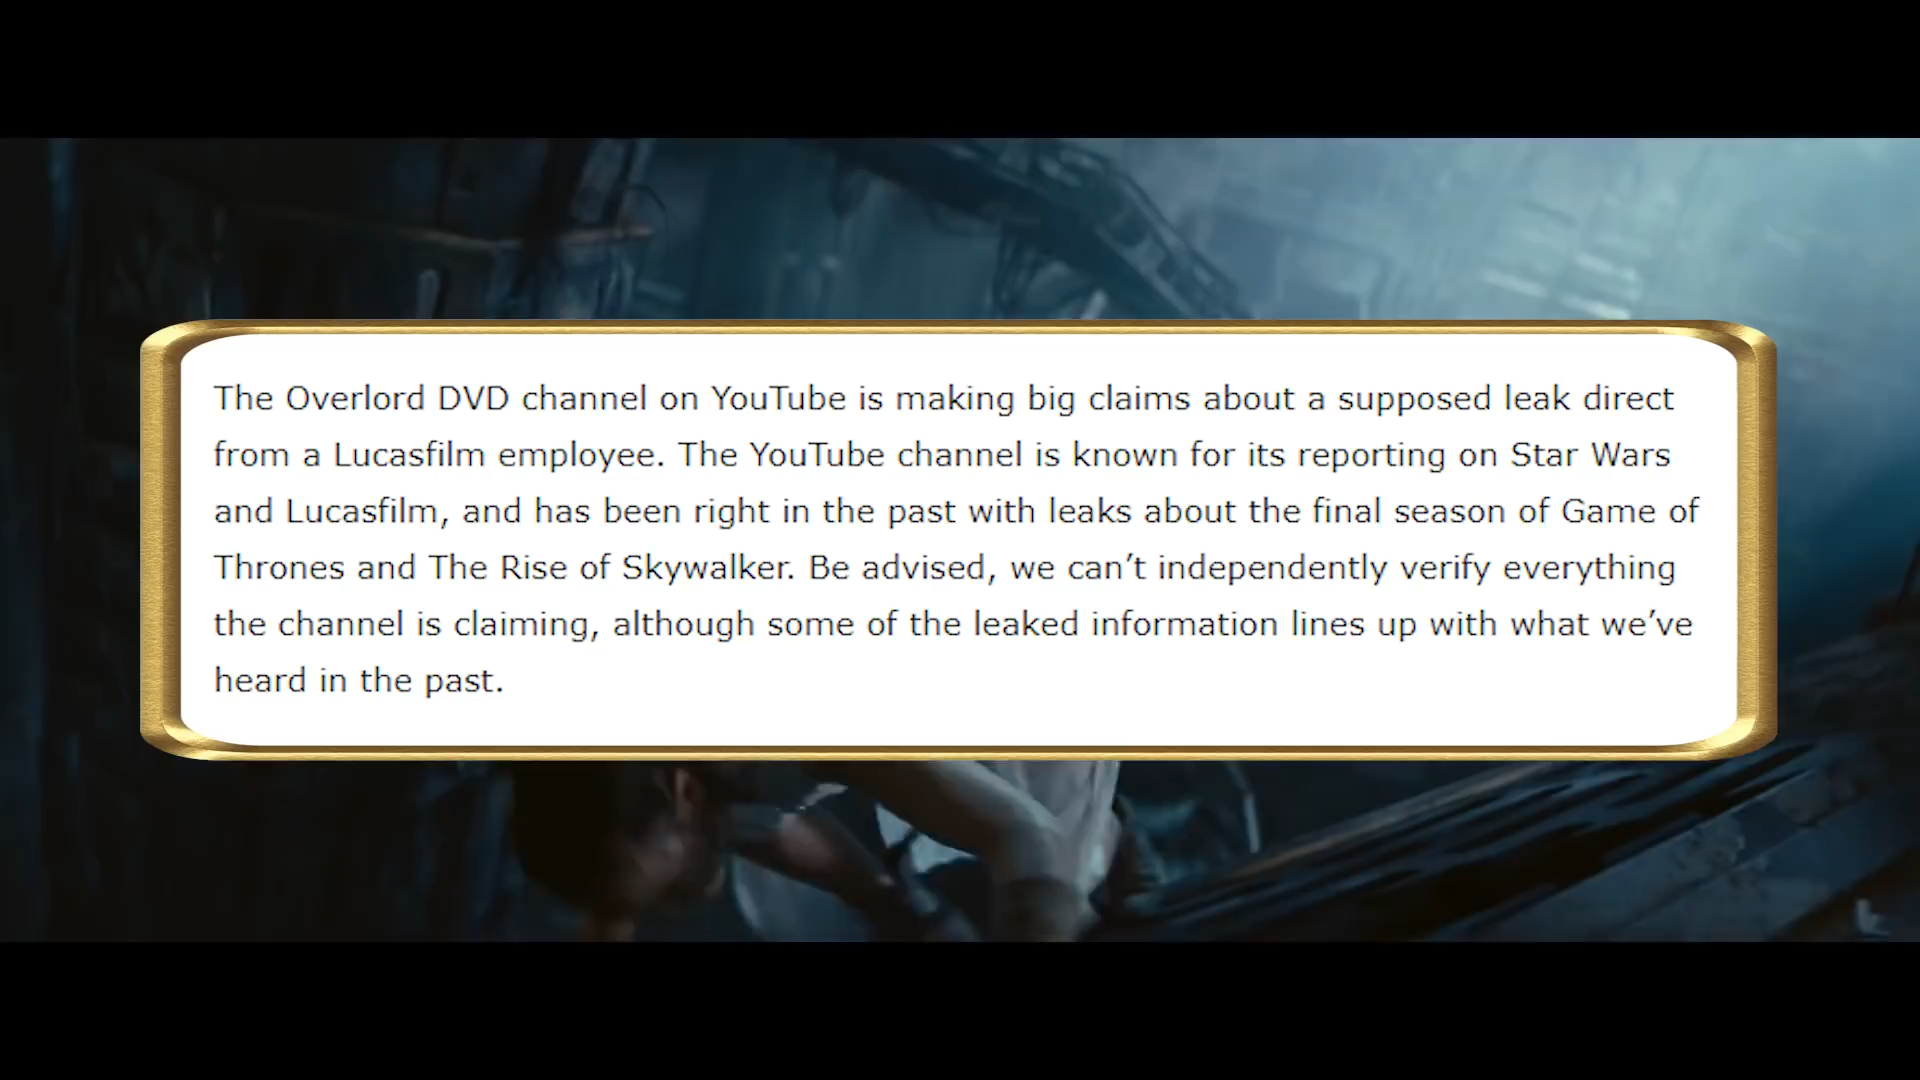 The Overlord DVD channel on YouTube is making big claims about a supposed leak direct
from a Lucasfilm employee. The YouTube channel is known for its reporting on Star Wars
and Lucasfilm, and has been right in the past with leaks about the final season of Game of
Thrones and The Rise of Skywalker. Be advised, we can’t independently verify everything
the channel is claiming, although some of the leaked information lines up with what we’ve
heard in the past.